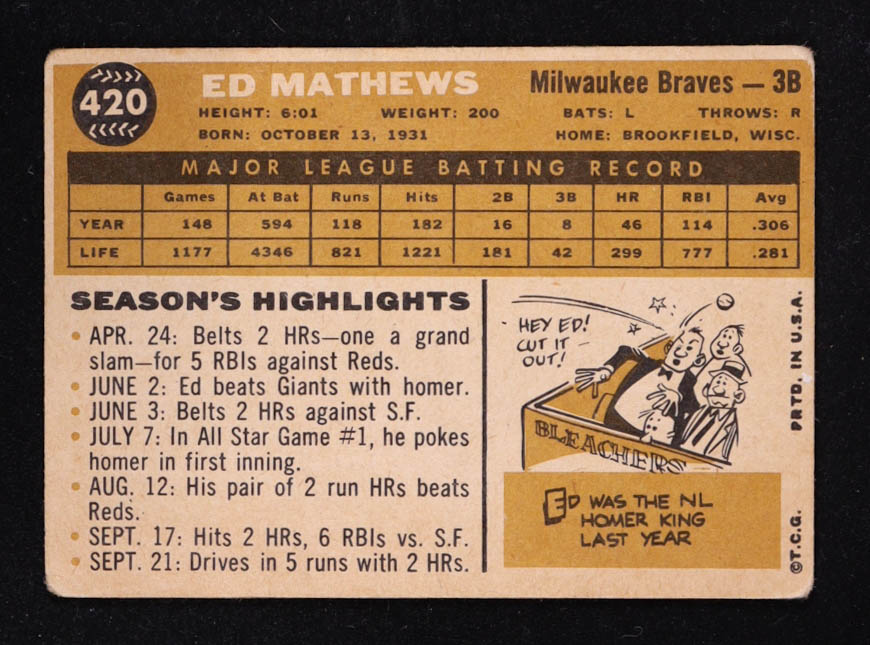 420
ED MATHEWS
Milwaukee Braves — 3B
HEIGHT: 6:01 WEIGHT: 200 BATS: L THROWS: R
BORN: OCTOBER 13, 1931 HOME: BROOKFIELD, WISC.
MAJOR LEAGUE BATTING RECORD
Games At Bat Runs Hits 2B 3B HR RBI Avg
YEAR 148 594 118 182 16 8 46 114 .306
LIFE 1177 4346 821 1221 181 42 299 777 .281
SEASON'S HIGHLIGHTS
• APR. 24: Belts 2 HRs—one a grand
slam—for 5 RBIs against Reds.
• JUNE 2: Ed beats Giants with homer.
• JUNE 3: Belts 2 HRs against S.F.
• JULY 7: In All Star Game #1, he pokes
homer in first inning.
• AUG. 12: His pair of 2 run HRs beats
Reds.
• SEPT. 17: Hits 2 HRs, 6 RBIs vs. S.F.
• SEPT. 21: Drives in 5 runs with 2 HRs.
HEY ED!
CUT IT
OUT!
BLEACHERS
ED WAS THE NL
HOMER KING
LAST YEAR
©T.C.G. PRTD. IN U.S.A.